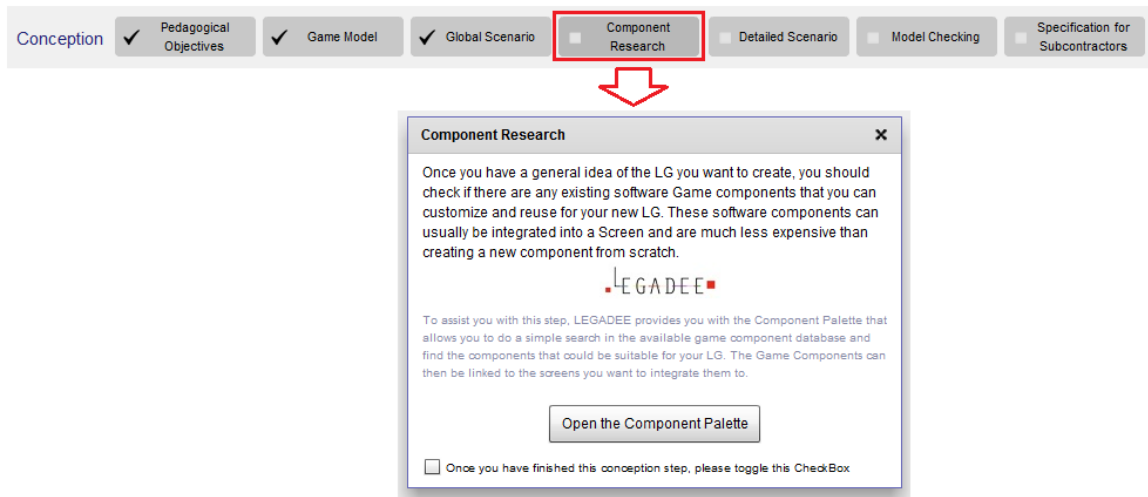 Conception
Pedagogical
Objectives
Game Model
Global Scenario
Component
Research
Detailed Scenario
Model Checking
Specification for
Subcontractors
Component Research
Once you have a general idea of the LG you want to create, you should
check if there are any existing software Game components that you can
customize and reuse for your new LG. These software components can
usually be integrated into a Screen and are much less expensive than
creating a new component from scratch.
LEGADEE
To assist you with this step, LEGADEE provides you with the Component Palette that
allows you to do a simple search in the available game component database and
find the components that could be suitable for your LG. The Game Components can
then be linked to the screens you want to integrate them to.
Open the Component Palette
Once you have finished this conception step, please toggle this CheckBox